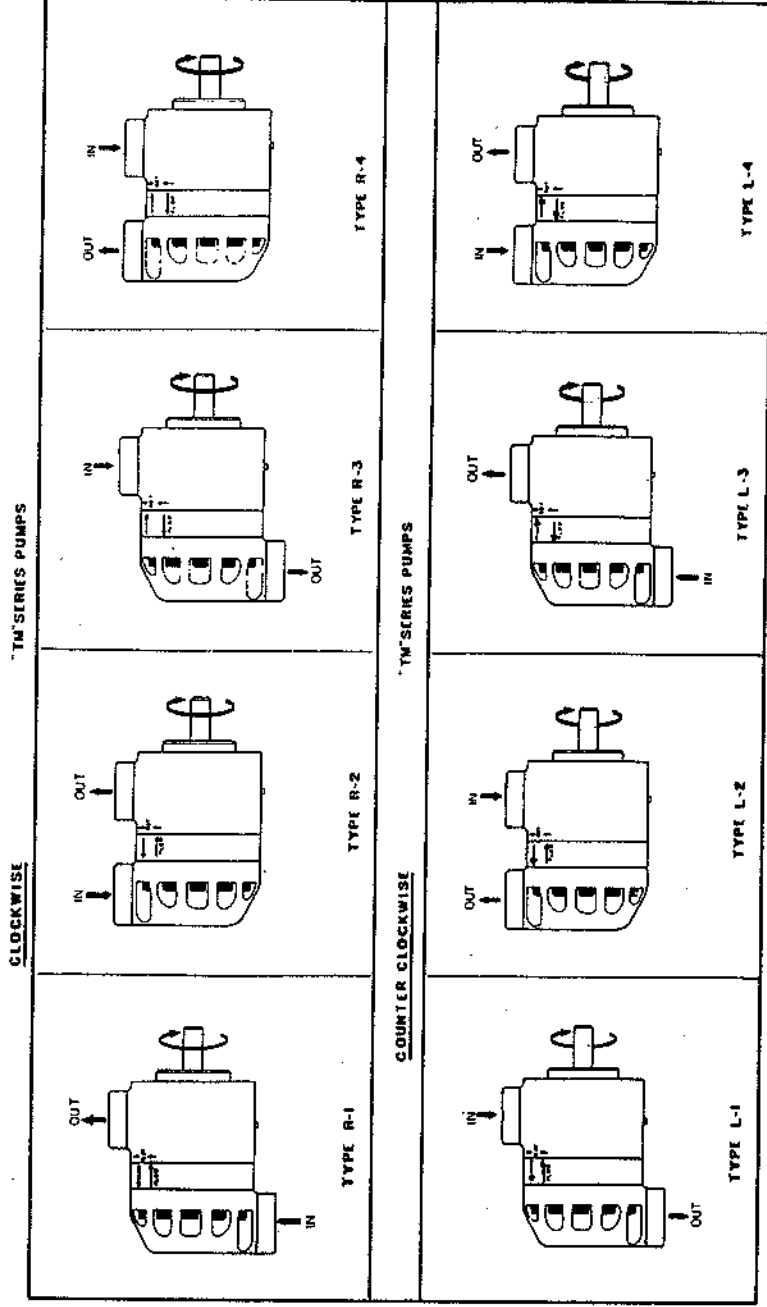 "TM" SERIES PUMPS
CLOCKWISE
OUT
IN
TYPE R-1
IN
OUT
TYPE R-2
IN
OUT
TYPE R-3
OUT
IN
TYPE R-4
"TM" SERIES PUMPS
COUNTER CLOCKWISE
IN
OUT
TYPE L-1
OUT
IN
TYPE L-2
OUT
IN
TYPE L-3
IN
OUT
TYPE L-4